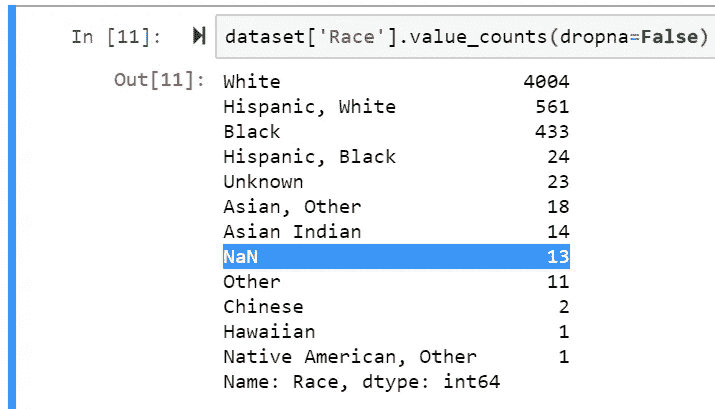 In [11]: dataset['Race'].value_counts(dropna=False)
Out[11]: White 4004
Hispanic, White 561
Black 433
Hispanic, Black 24
Unknown 23
Asian, Other 18
Asian Indian 14
NaN 13
Other 11
Chinese 2
Hawaiian 1
Native American, Other 1
Name: Race, dtype: int64